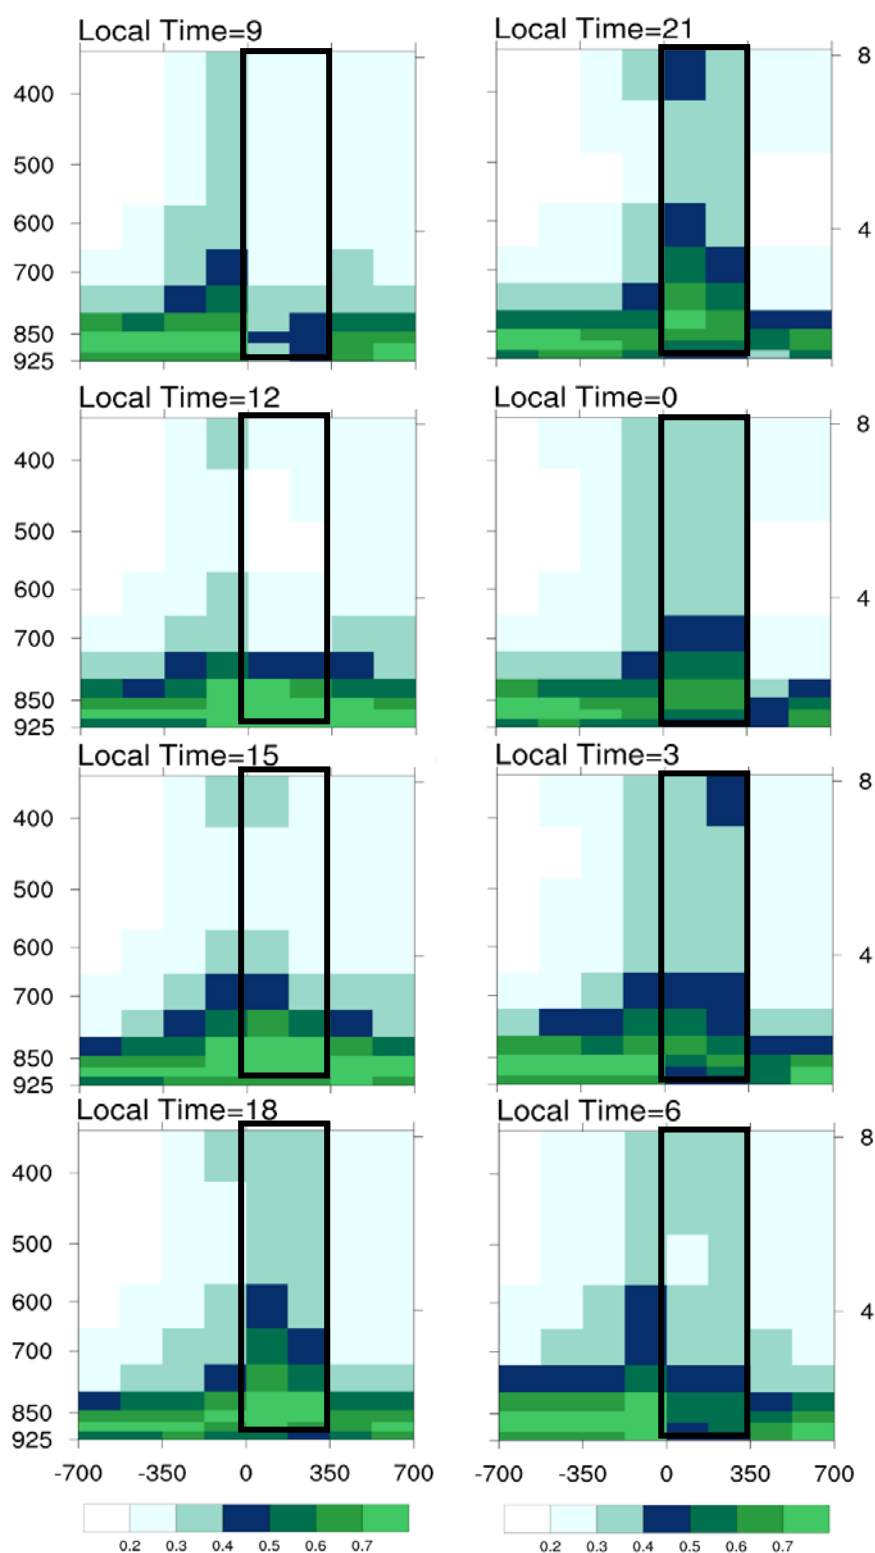 Local Time=9
Local Time=21
400
500
600
700
850
925
8
4
Local Time=12
Local Time=0
400
500
600
700
850
925
8
4
Local Time=15
Local Time=3
400
500
600
700
850
925
8
4
Local Time=18
Local Time=6
400
500
600
700
850
925
8
4
-700 -350 0 350 700
-700 -350 0 350 700
0.2 0.3 0.4 0.5 0.6 0.7
0.2 0.3 0.4 0.5 0.6 0.7